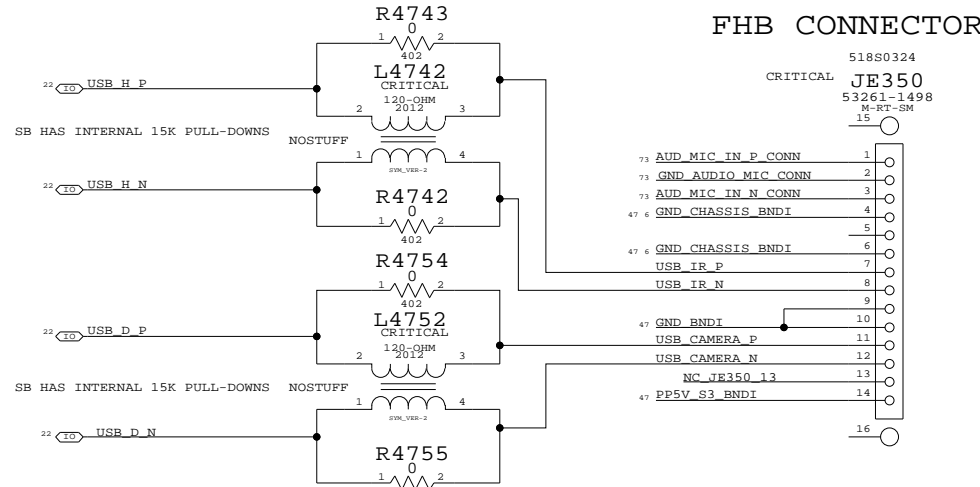 R4743
0
1 2
402
FHB CONNECTOR
518S0324
CRITICAL JE350
53261-1498
M-RT-SM
L4742
CRITICAL
120-OHM
2012
2 3
22 IO USB_H_P
SB HAS INTERNAL 15K PULL-DOWNS
NOSTUFF
1 4
SYM_VER-2
22 IO USB_H_N
R4742
0
1 2
402
15
73 AUD_MIC_IN_P_CONN 1
73 GND_AUDIO_MIC_CONN 2
73 AUD_MIC_IN_N_CONN 3
47 6 GND_CHASSIS_BNDI 4
5
47 6 GND_CHASSIS_BNDI 6
USB_IR_P 7
USB_IR_N 8
9
47 GND_BNDI 10
USB_CAMERA_P 11
USB_CAMERA_N 12
NC_JE350_13 13
47 PP5V_S3_BNDI 14
16
R4754
0
1 2
402
L4752
CRITICAL
120-OHM
2012
2 3
22 IO USB_D_P
SB HAS INTERNAL 15K PULL-DOWNS NOSTUFF
1 4
SYM_VER-2
22 IO USB_D_N
R4755
0
1 2